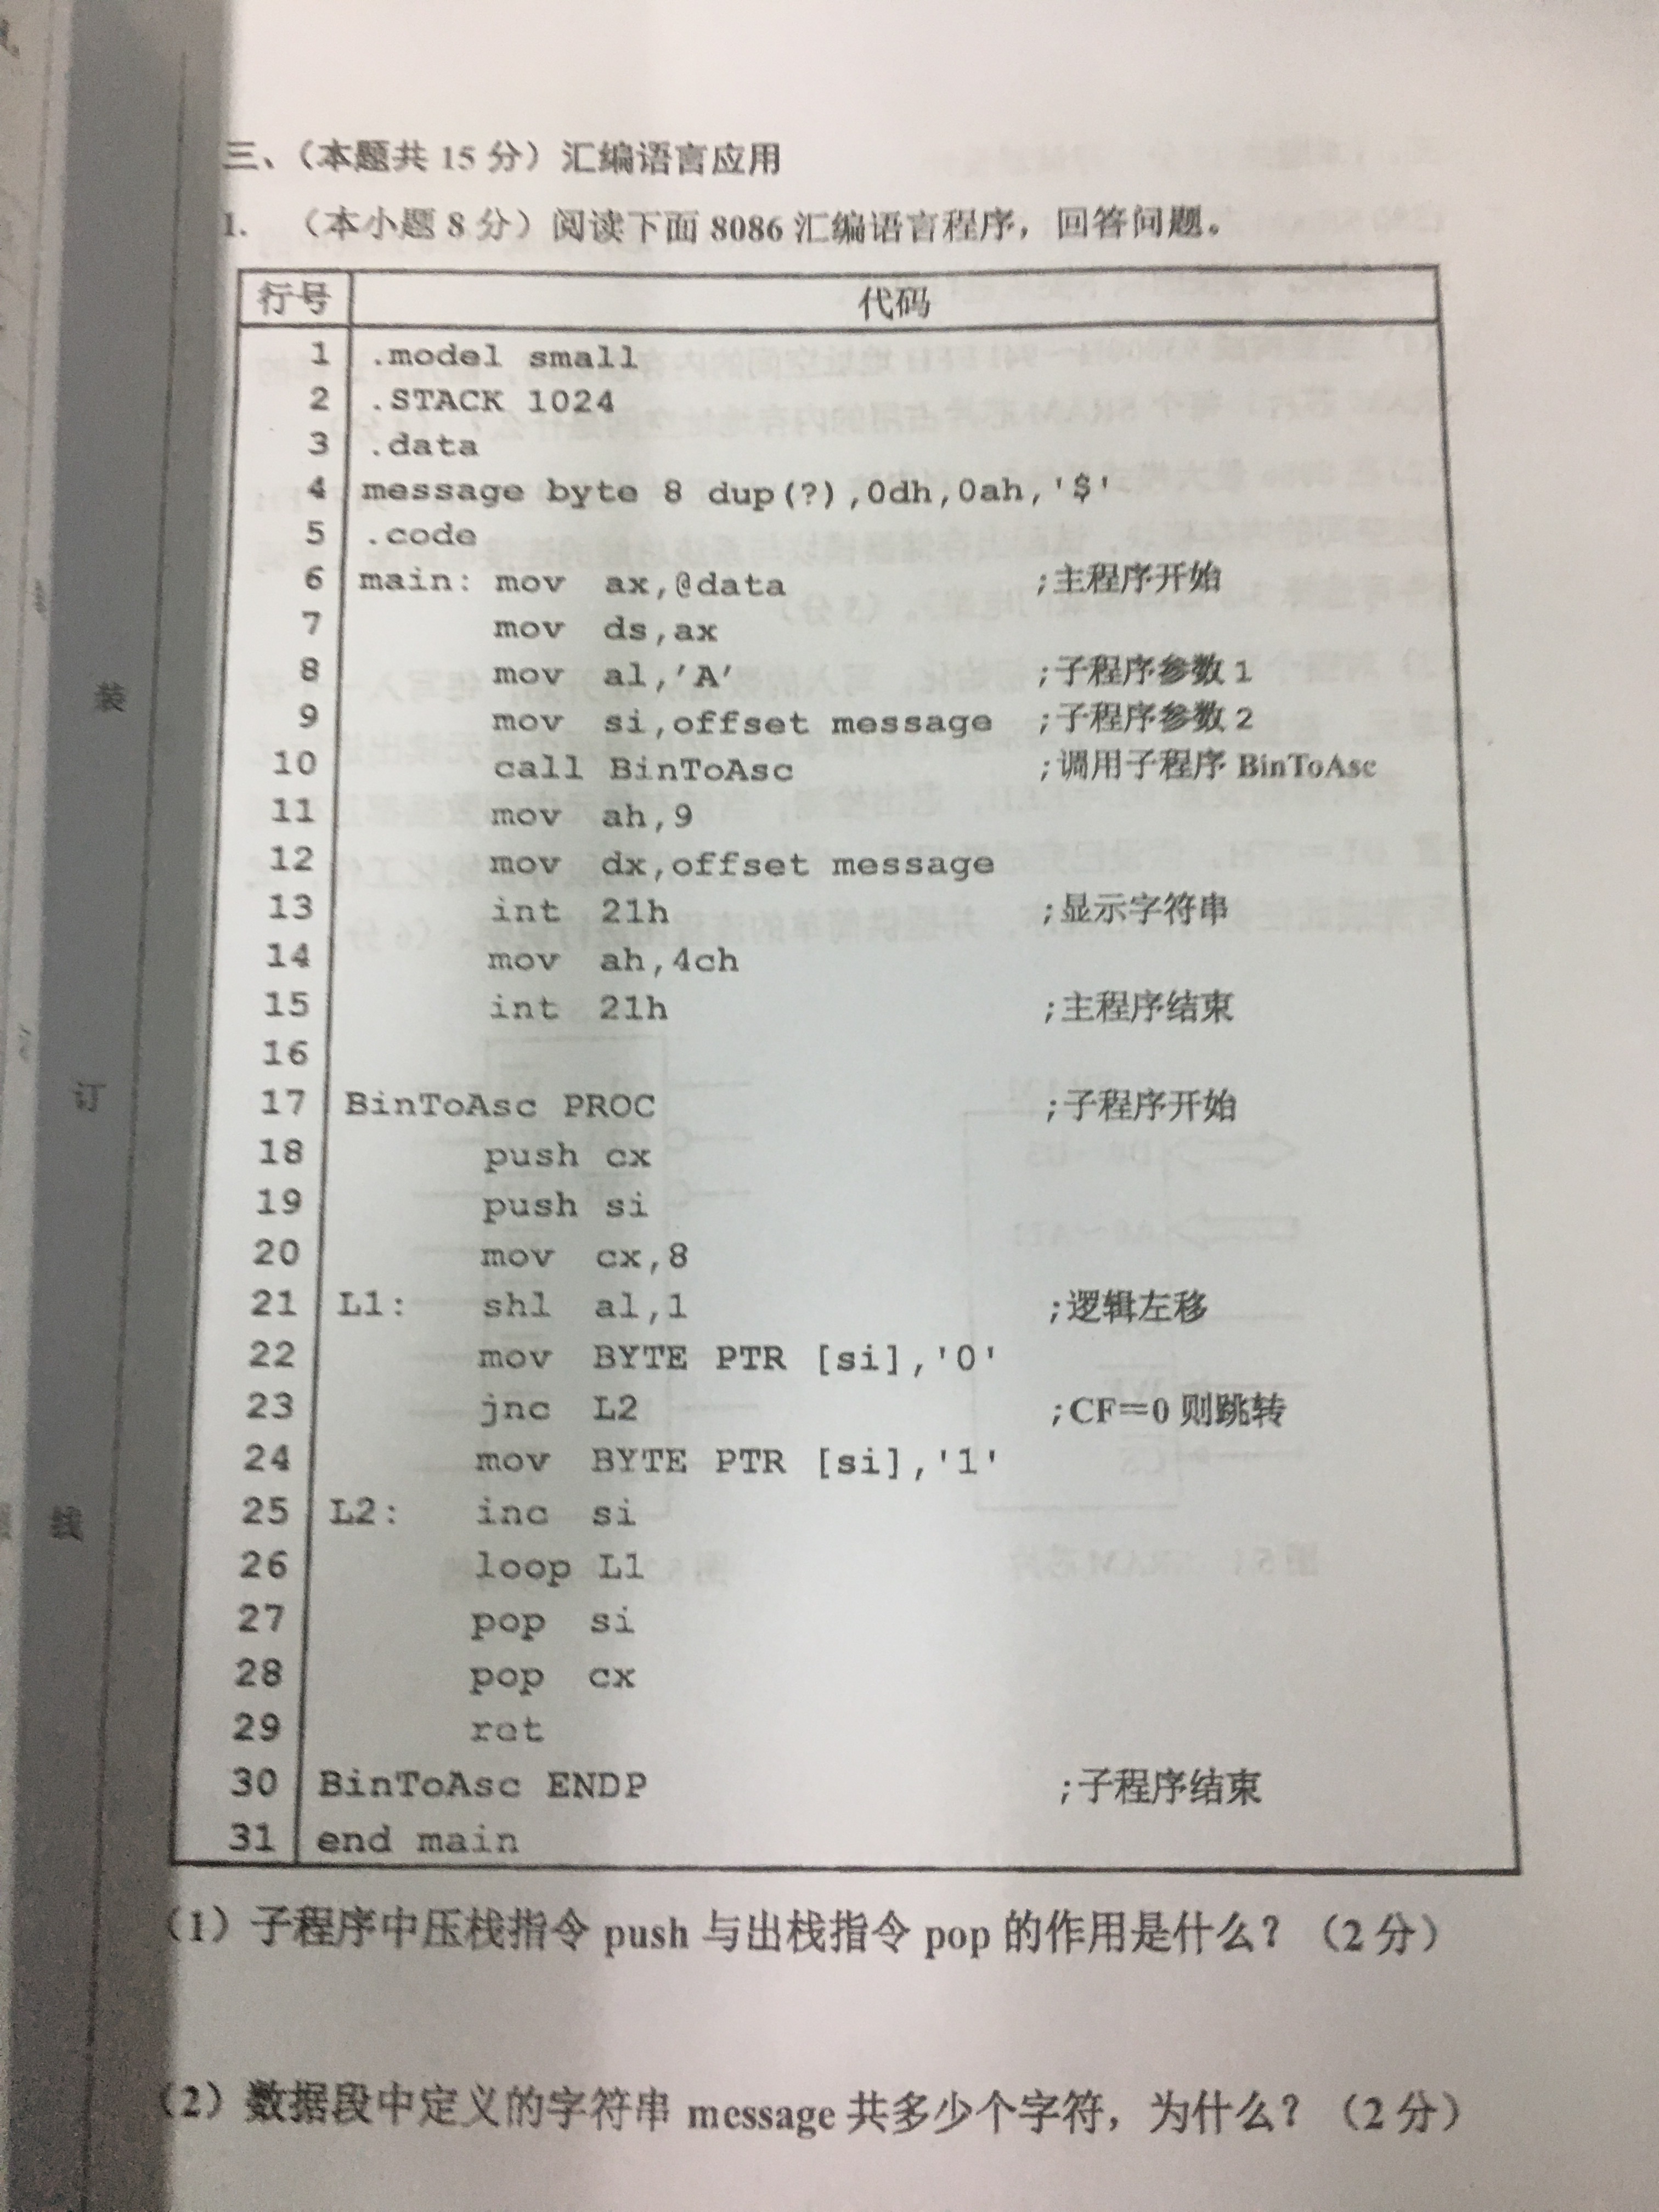 三、（本题共 15 分）汇编语言应用
1. （本小题 8 分）阅读下面 8086 汇编语言程序，回答问题。
行号 代码
1 .model small
2 .STACK 1024
3 .data
4 message byte 8 dup(?),0dh,0ah,'$'
5 .code
6 main: mov ax,@data ;主程序开始
7 mov ds,ax
8 mov al,'A' ;子程序参数 1
9 mov si,offset message ;子程序参数 2
10 call BinToAsc ;调用子程序 BinToAsc
11 mov ah,9
12 mov dx,offset message
13 int 21h ;显示字符串
14 mov ah,4ch
15 int 21h ;主程序结束
16
17 BinToAsc PROC ;子程序开始
18 push cx
19 push si
20 mov cx,8
21 L1: shl al,1 ;逻辑左移
22 mov BYTE PTR [si],'0'
23 jnc L2 ;CF==0 则跳转
24 mov BYTE PTR [si],'1'
25 L2: inc si
26 loop L1
27 pop si
28 pop cx
29 ret
30 BinToAsc ENDP ;子程序结束
31 end main
（1）子程序中压栈指令 push 与出栈指令 pop 的作用是什么？（2 分）
（2）数据段中定义的字符串 message 共多少个字符，为什么？（2 分）
装
订
线